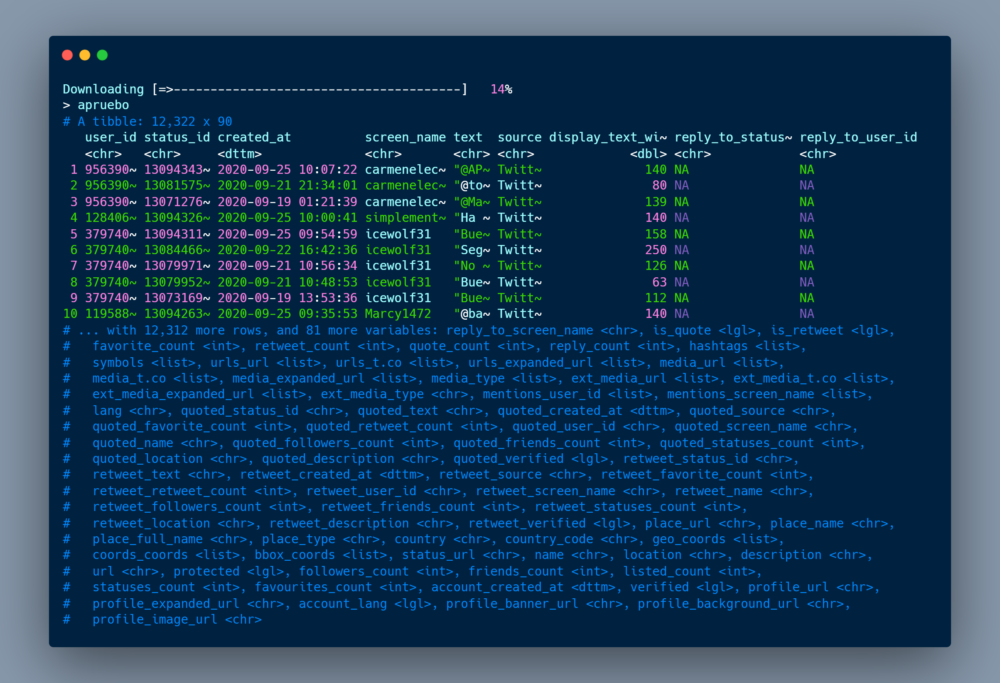 Downloading [=>---------------------------------------]   14%
> apruebo
# A tibble: 12,322 x 90
   user_id status_id created_at          screen_name text  source display_text_wi~ reply_to_status~ reply_to_user_id
   <chr>   <chr>     <dttm>              <chr>       <chr> <chr>             <dbl> <chr>            <chr>
 1 956390~ 13094343~ 2020-09-25 10:07:22 carmenelec~ "@AP~ Twitt~              140 NA               NA
 2 956390~ 13081575~ 2020-09-21 21:34:01 carmenelec~ "@to~ Twitt~               80 NA               NA
 3 956390~ 13071276~ 2020-09-19 01:21:39 carmenelec~ "@Ma~ Twitt~              139 NA               NA
 4 128406~ 13094326~ 2020-09-25 10:00:41 simplement~ "Ha ~ Twitt~              140 NA               NA
 5 379740~ 13094311~ 2020-09-25 09:54:59 icewolf31   "Bue~ Twitt~              158 NA               NA
 6 379740~ 13084466~ 2020-09-22 16:42:36 icewolf31   "Seg~ Twitt~              250 NA               NA
 7 379740~ 13079971~ 2020-09-21 10:56:34 icewolf31   "No ~ Twitt~              126 NA               NA
 8 379740~ 13079952~ 2020-09-21 10:48:53 icewolf31   "Bue~ Twitt~               63 NA               NA
 9 379740~ 13073169~ 2020-09-19 13:53:36 icewolf31   "Bue~ Twitt~              112 NA               NA
10 119588~ 13094263~ 2020-09-25 09:35:53 Marcy1472   "@ba~ Twitt~              140 NA               NA
# ... with 12,312 more rows, and 81 more variables: reply_to_screen_name <chr>, is_quote <lgl>, is_retweet <lgl>,
#   favorite_count <int>, retweet_count <int>, quote_count <int>, reply_count <int>, hashtags <list>,
#   symbols <list>, urls_url <list>, urls_t.co <list>, urls_expanded_url <list>, media_url <list>,
#   media_t.co <list>, media_expanded_url <list>, media_type <list>, ext_media_url <list>, ext_media_t.co <list>,
#   ext_media_expanded_url <list>, ext_media_type <chr>, mentions_user_id <list>, mentions_screen_name <list>,
#   lang <chr>, quoted_status_id <chr>, quoted_text <chr>, quoted_created_at <dttm>, quoted_source <chr>,
#   quoted_favorite_count <int>, quoted_retweet_count <int>, quoted_user_id <chr>, quoted_screen_name <chr>,
#   quoted_name <chr>, quoted_followers_count <int>, quoted_friends_count <int>, quoted_statuses_count <int>,
#   quoted_location <chr>, quoted_description <chr>, quoted_verified <lgl>, retweet_status_id <chr>,
#   retweet_text <chr>, retweet_created_at <dttm>, retweet_source <chr>, retweet_favorite_count <int>,
#   retweet_retweet_count <int>, retweet_user_id <chr>, retweet_screen_name <chr>, retweet_name <chr>,
#   retweet_followers_count <int>, retweet_friends_count <int>, retweet_statuses_count <int>,
#   retweet_location <chr>, retweet_description <chr>, retweet_verified <lgl>, place_url <chr>, place_name <chr>,
#   place_full_name <chr>, place_type <chr>, country <chr>, country_code <chr>, geo_coords <list>,
#   coords_coords <list>, bbox_coords <list>, status_url <chr>, name <chr>, location <chr>, description <chr>,
#   url <chr>, protected <lgl>, followers_count <int>, friends_count <int>, listed_count <int>,
#   statuses_count <int>, favourites_count <int>, account_created_at <dttm>, verified <lgl>, profile_url <chr>,
#   profile_expanded_url <chr>, account_lang <lgl>, profile_banner_url <chr>, profile_background_url <chr>,
#   profile_image_url <chr>